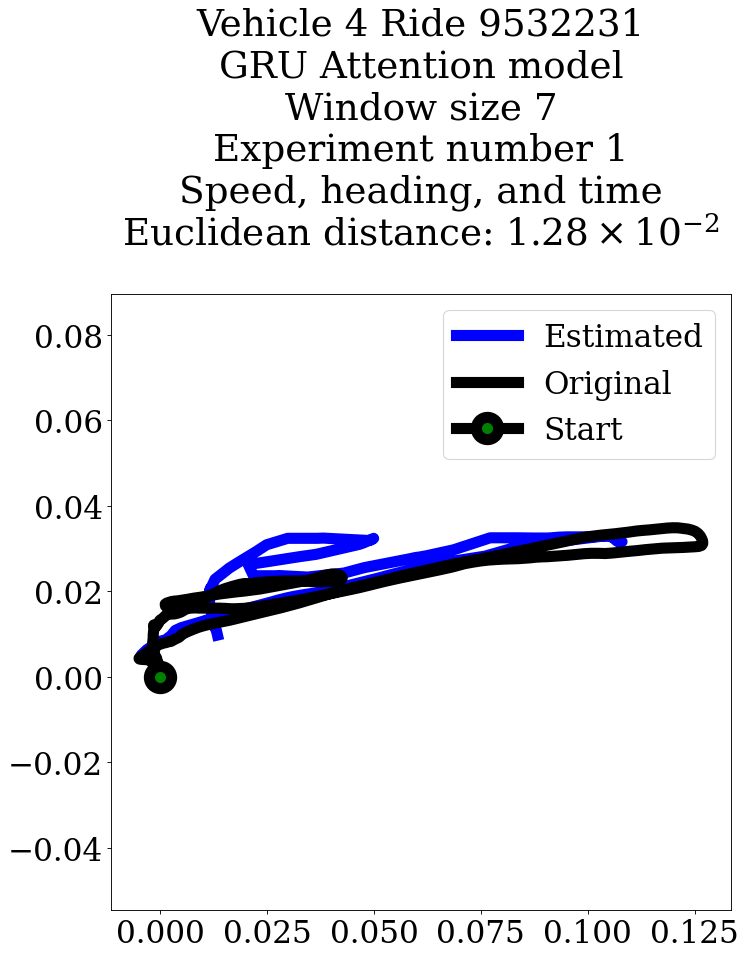 Vehicle 4 Ride 9532231
GRU Attention model
Window size 7
Experiment number 1
Speed, heading, and time
Euclidean distance: 1.28 × 10⁻²
Estimated
Original
Start
0.08
0.06
0.04
0.02
0.00
−0.02
−0.04
0.000 0.025 0.050 0.075 0.100 0.125